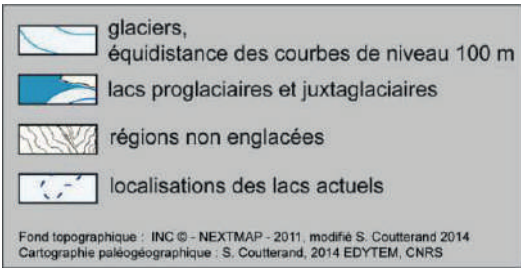 glaciers,
équidistance des courbes de niveau 100 m
lacs proglaciaires et juxtaglaciaires
régions non englacées
localisations des lacs actuels
Fond topographique : INC © - NEXTMAP - 2011, modifié S. Coutterand 2014
Cartographie paléogéographique : S. Coutterand, 2014 EDYTEM, CNRS